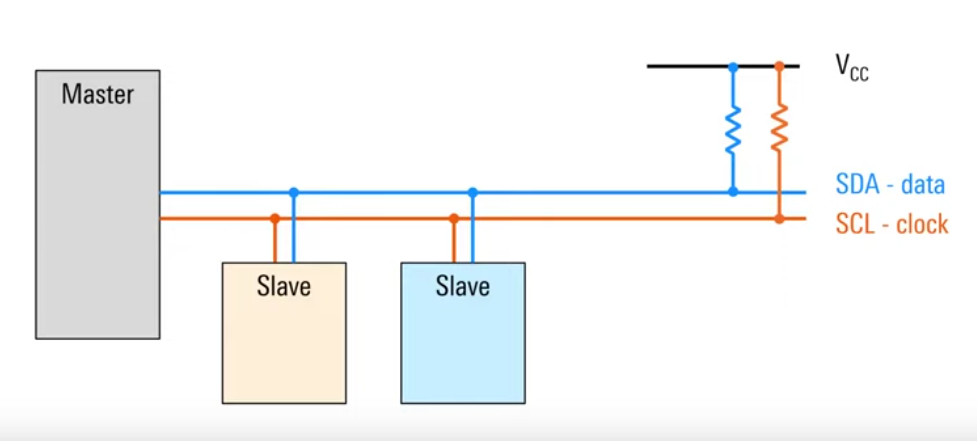 Master
VCC
SDA - data
SCL - clock
Slave
Slave